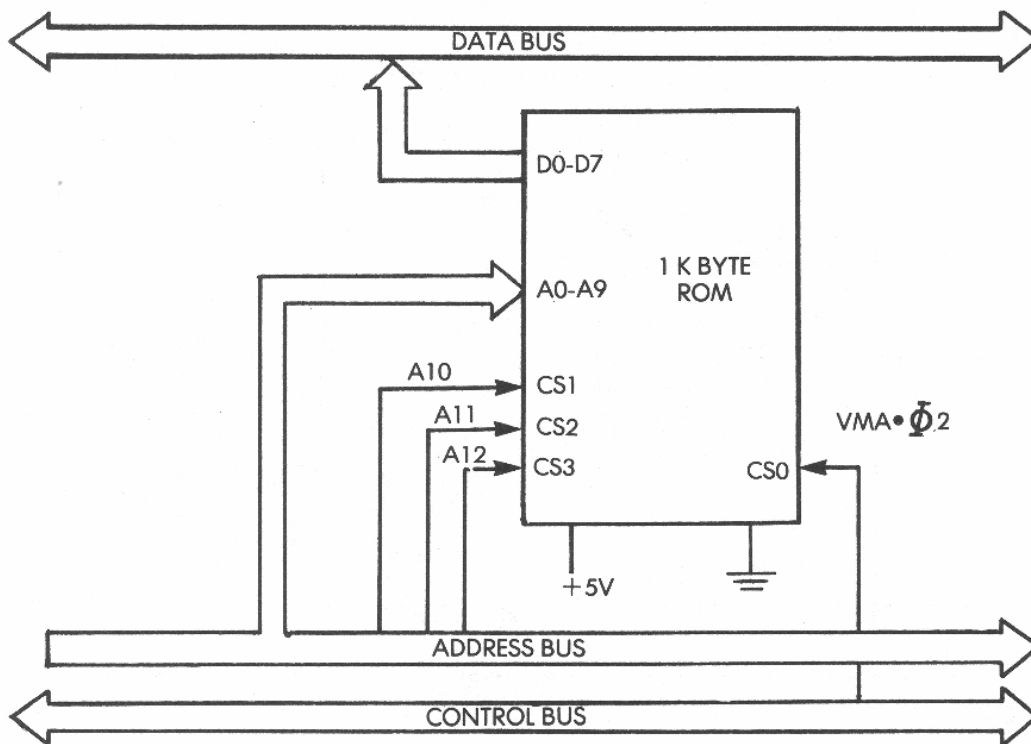 DATA BUS
D0-D7
1 K BYTE
ROM
A0-A9
A10
CS1
A11
CS2
VMA•Φ2
A12
CS3
CS0
+5V
ADDRESS BUS
CONTROL BUS